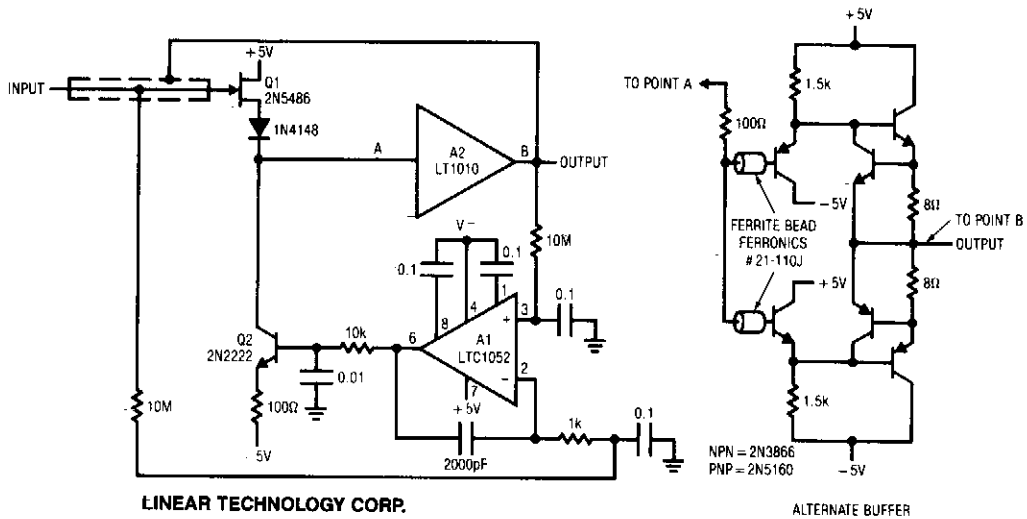 +5V
INPUT
Q1
2N5486
1N4148
A
A2
LT1010
B
OUTPUT
V−
0.1
0.1
10M
8
4
1
3
+
0.1
A1
LTC1052
6
10k
Q2
2N2222
0.01
2
−
7
+5V
10M
100Ω
5V
2000pF
1k
0.1
LINEAR TECHNOLOGY CORP.
+5V
TO POINT A
1.5k
100Ω
−5V
8Ω
FERRITE BEAD
FERRONICS
#21-110J
TO POINT B
OUTPUT
+5V
8Ω
1.5k
NPN = 2N3866
PNP = 2N5160
−5V
ALTERNATE BUFFER